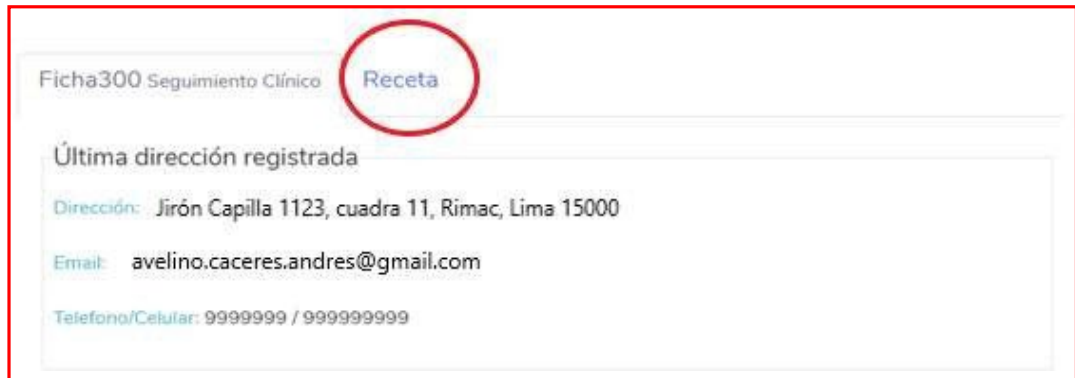 Ficha300 Seguimiento Clínico Receta
Última dirección registrada
Dirección: Jirón Capilla 1123, cuadra 11, Rimac, Lima 15000
Email: avelino.caceres.andres@gmail.com
Telefono/Celular: 9999999 / 999999999